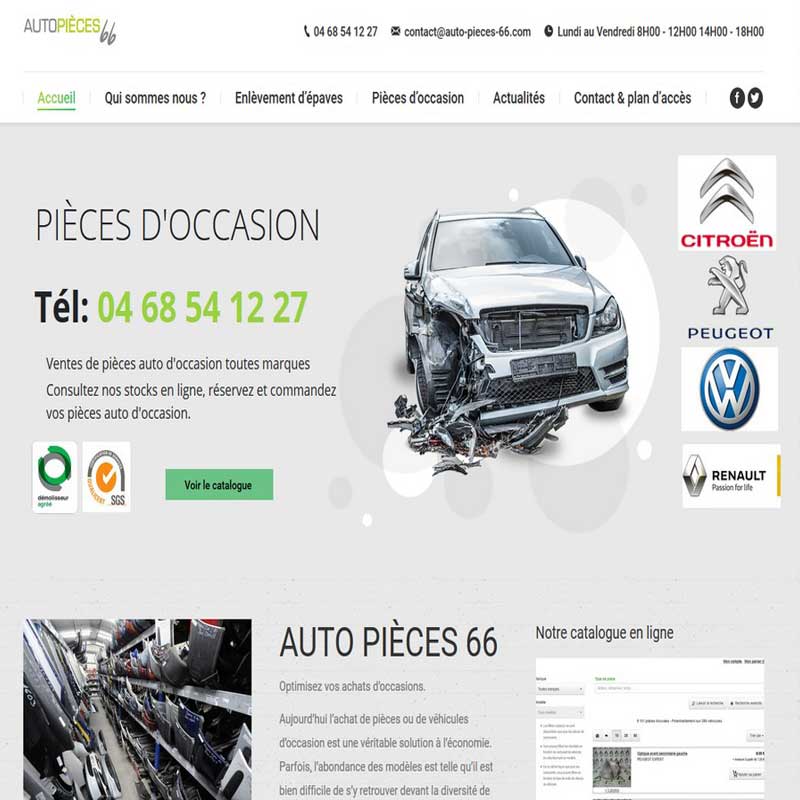 AUTOPIÈCES 66
04 68 54 12 27
contact@auto-pieces-66.com
Lundi au Vendredi 8H00 - 12H00 14H00 - 18H00
Accueil
Qui sommes nous ?
Enlèvement d'épaves
Pièces d'occasion
Actualités
Contact & plan d'accès
PIÈCES D'OCCASION
Tél: 04 68 54 12 27
Ventes de pièces auto d'occasion toutes marques
Consultez nos stocks en ligne, réservez et commandez
vos pièces auto d'occasion.
démolisseur
agréé
QUALICERT
SGS
Voir le catalogue
CITROËN
PEUGEOT
RENAULT
Passion for life
AUTO PIÈCES 66
Optimisez vos achats d'occasions.
Aujourd'hui l'achat de pièces ou de véhicules
d'occasion est une véritable solution à l'économie.
Parfois, l'abondance des modèles est telle qu'il est
bien difficile de s'y retrouver devant la diversité de
Notre catalogue en ligne